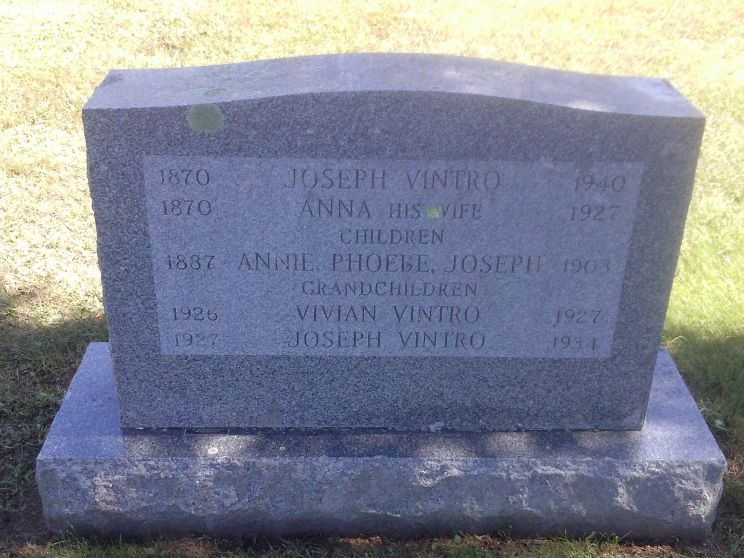 1870 JOSEPH VINTRO 1940
1870 ANNA HIS WIFE 1927
CHILDREN
1887 ANNIE, PHOEBE, JOSEPH 1903
GRANDCHILDREN
1926 VIVIAN VINTRO 1927
1927 JOSEPH VINTRO 1934